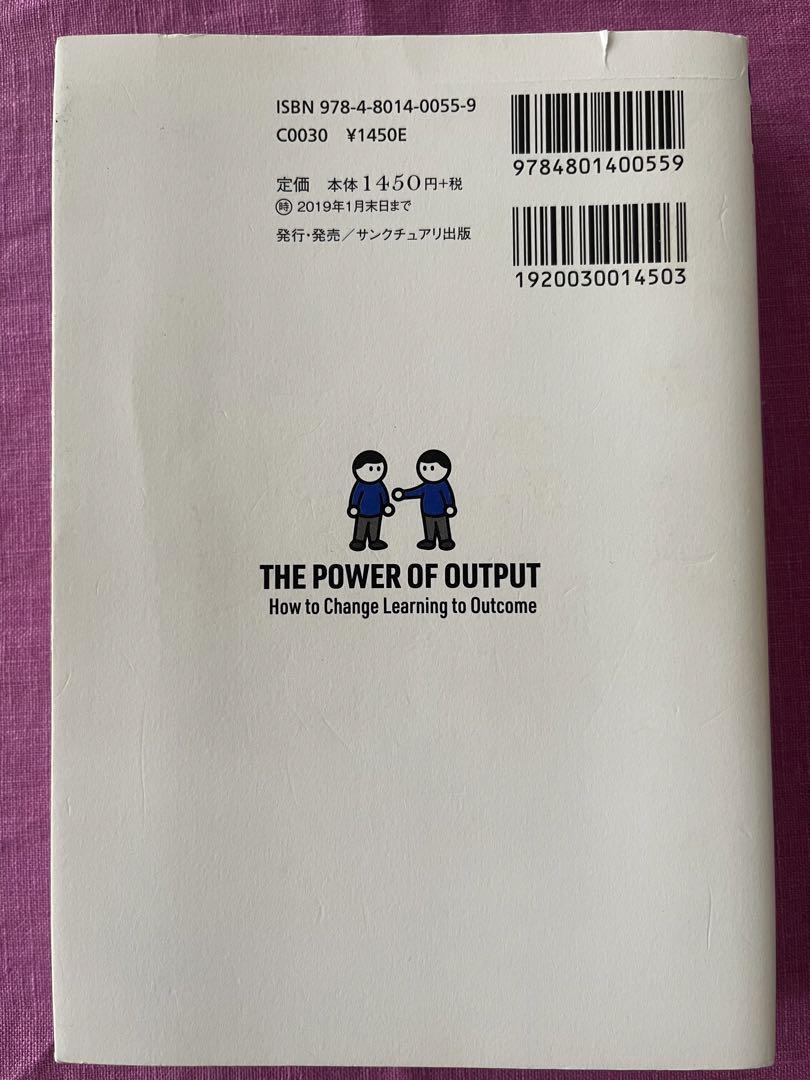 ISBN 978-4-8014-0055-9
C0030 ¥1450E
定価 本体1450円+税
時 2019年1月末日まで
発行・発売／サンクチュアリ出版
9784801400559
1920030014503
THE POWER OF OUTPUT
How to Change Learning to Outcome